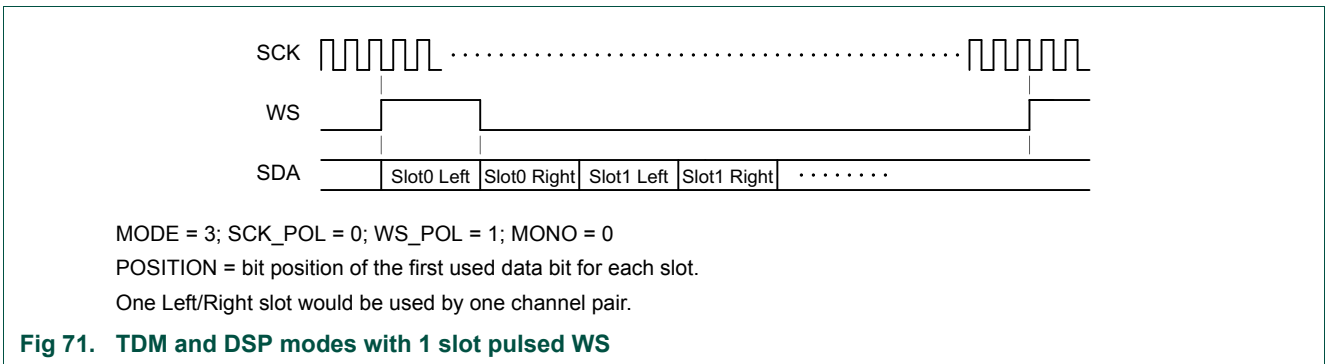 SCK
WS
SDA Slot0 Left Slot0 Right Slot1 Left Slot1 Right
MODE = 3; SCK_POL = 0; WS_POL = 1; MONO = 0
POSITION = bit position of the first used data bit for each slot.
One Left/Right slot would be used by one channel pair.
Fig 71. TDM and DSP modes with 1 slot pulsed WS